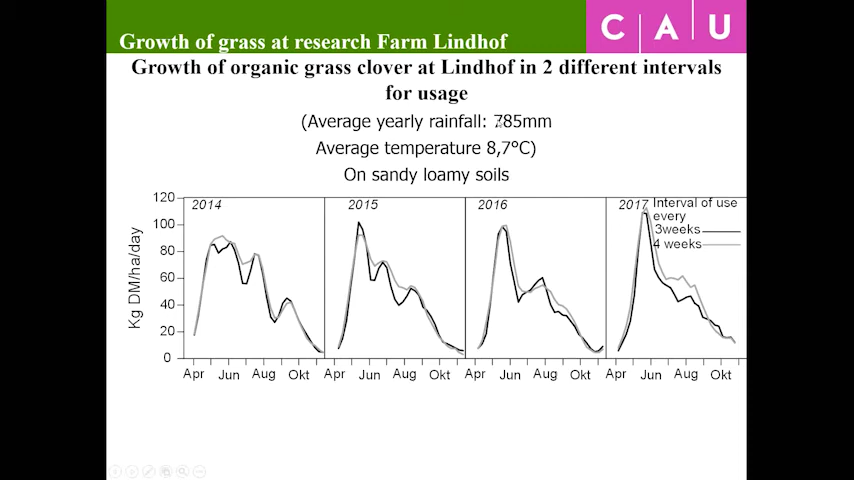 Growth of grass at research Farm Lindhof
C A U
Growth of organic grass clover at Lindhof in 2 different intervals
for usage
(Average yearly rainfall: 785mm
Average temperature 8,7°C)
On sandy loamy soils
Kg DM/ha/day
120
100
80
60
40
20
0
2014
2015
2016
2017
Interval of use
every
3weeks
4 weeks
Apr Jun Aug Okt Apr Jun Aug Okt Apr Jun Aug Okt Apr Jun Aug Okt